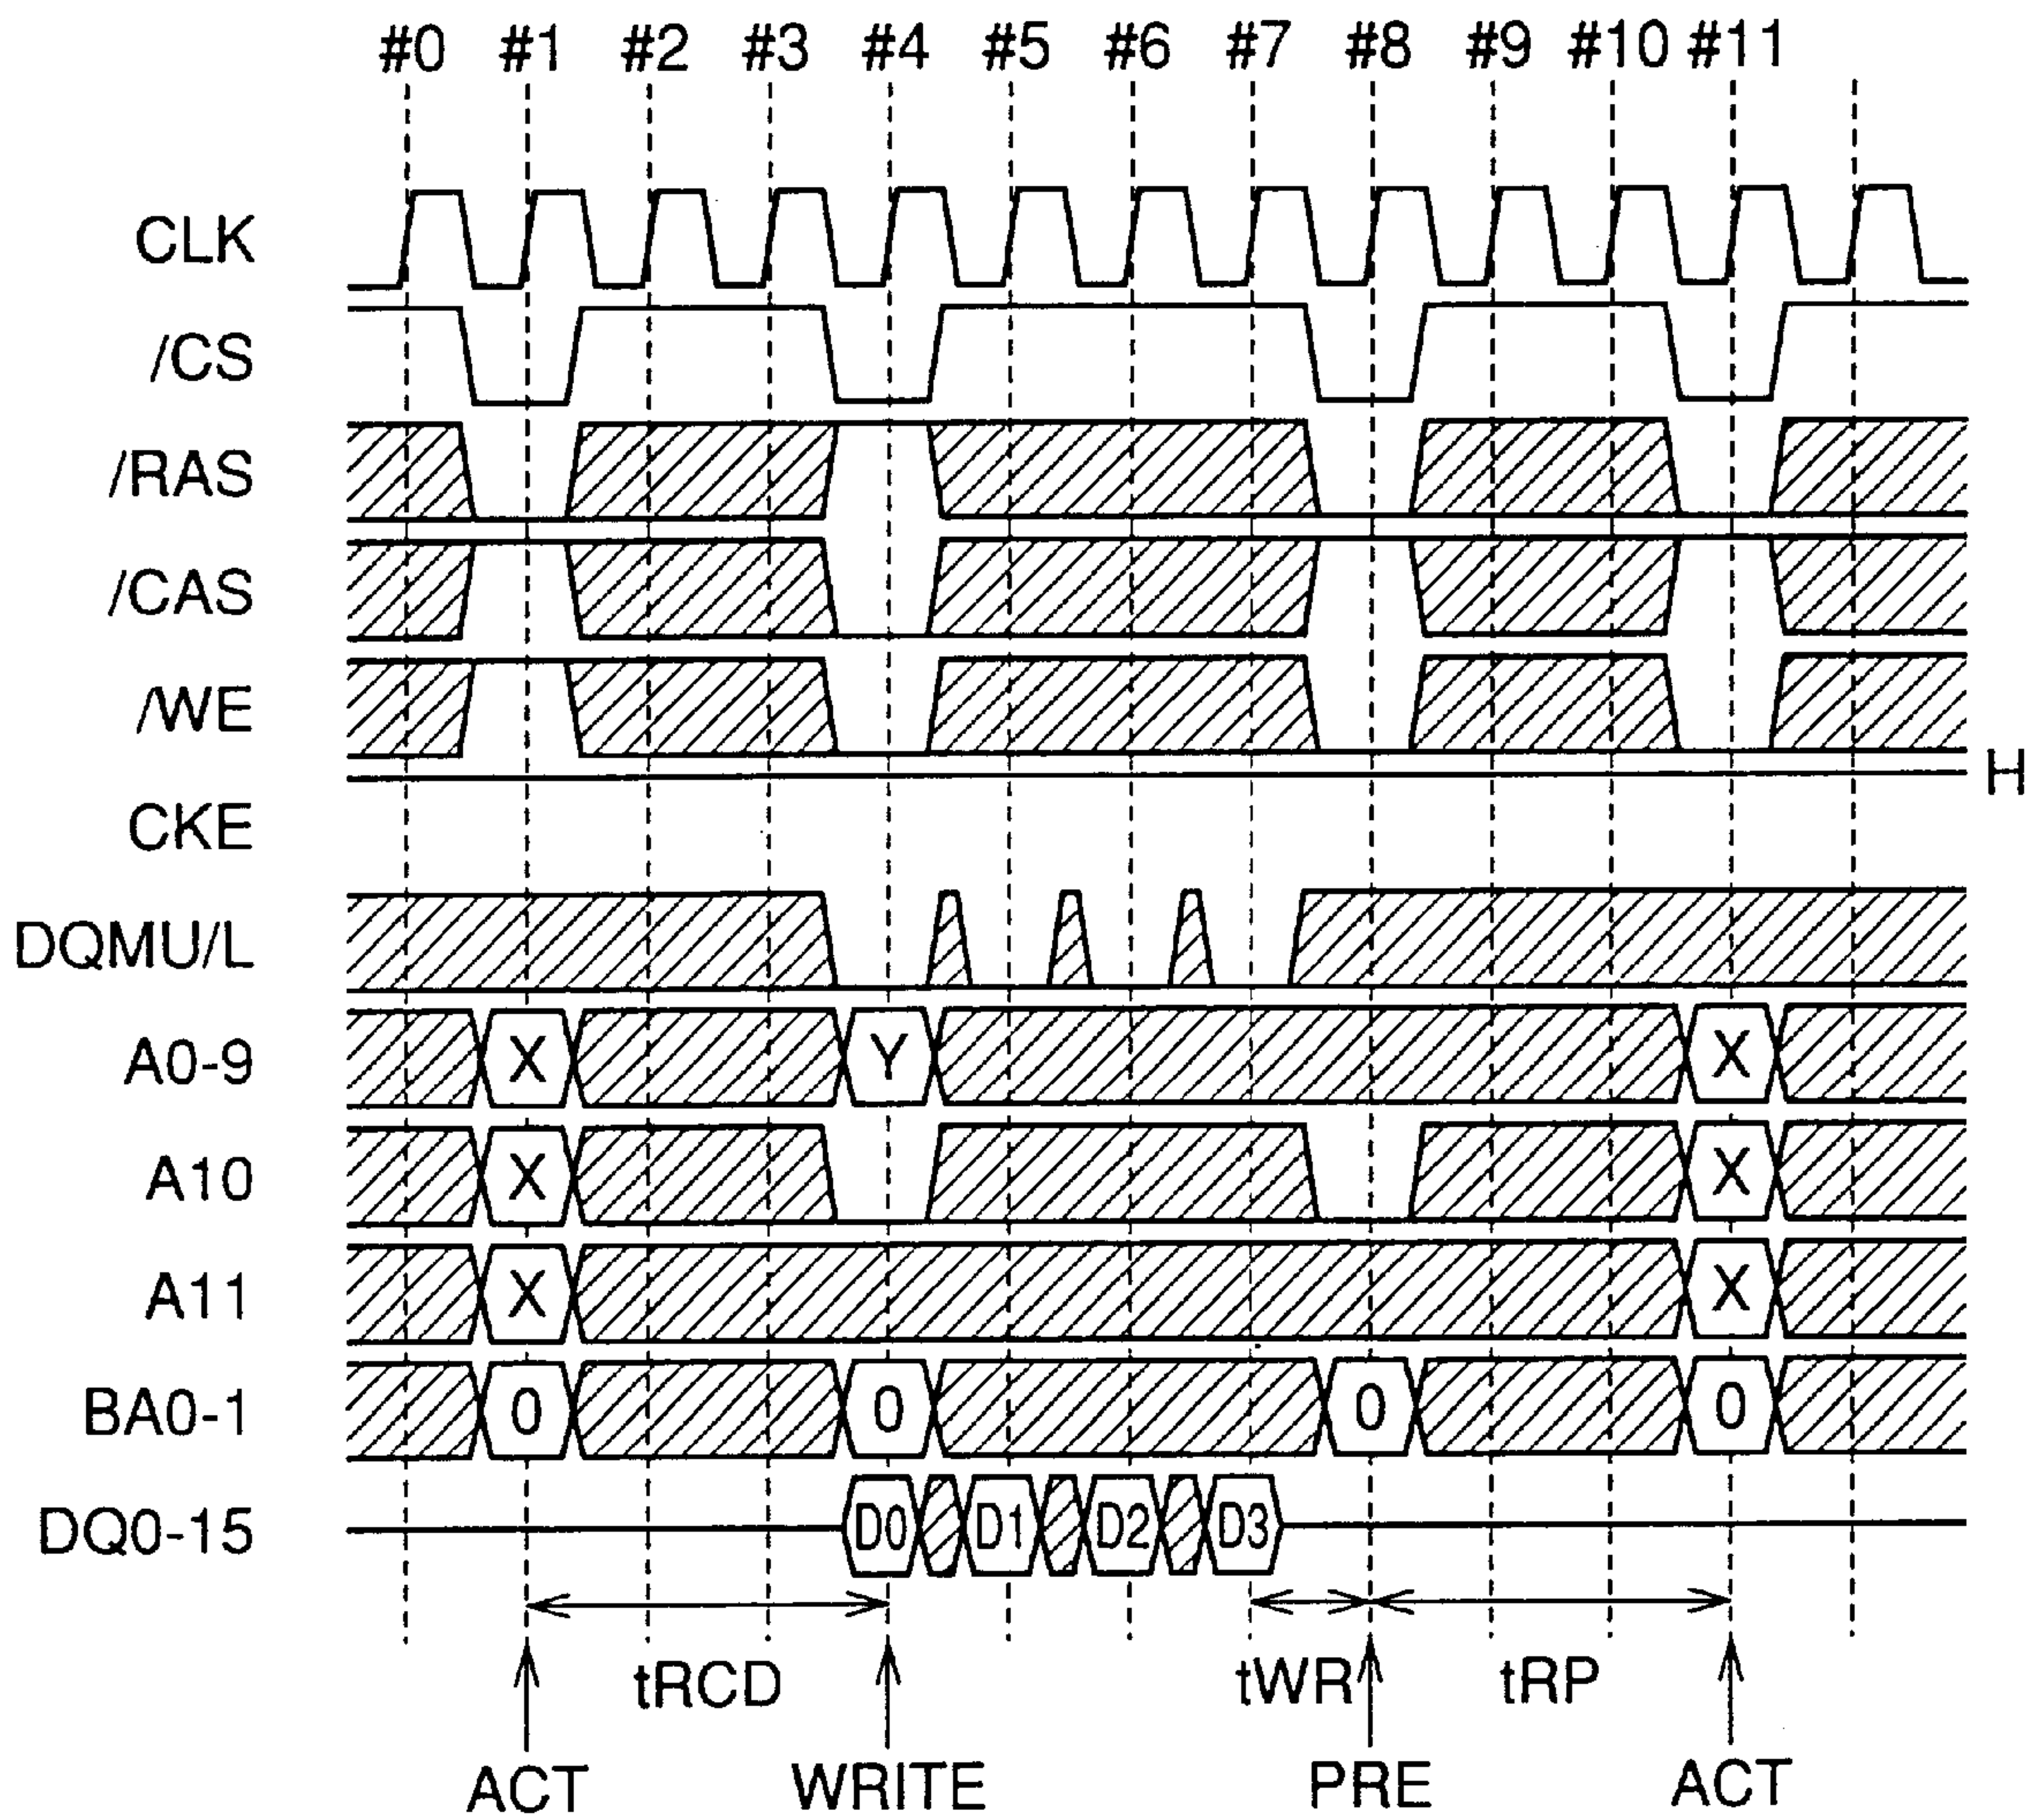 #0 #1 #2 #3 #4 #5 #6 #7 #8 #9 #10 #11
CLK
/CS
/RAS
/CAS
/WE
H
CKE
DQMU/L
A0-9 X Y X
A10 X X
A11 X X
BA0-1 0 0 0 0
DQ0-15 D0 D1 D2 D3
tRCD tWR tRP
ACT WRITE PRE ACT